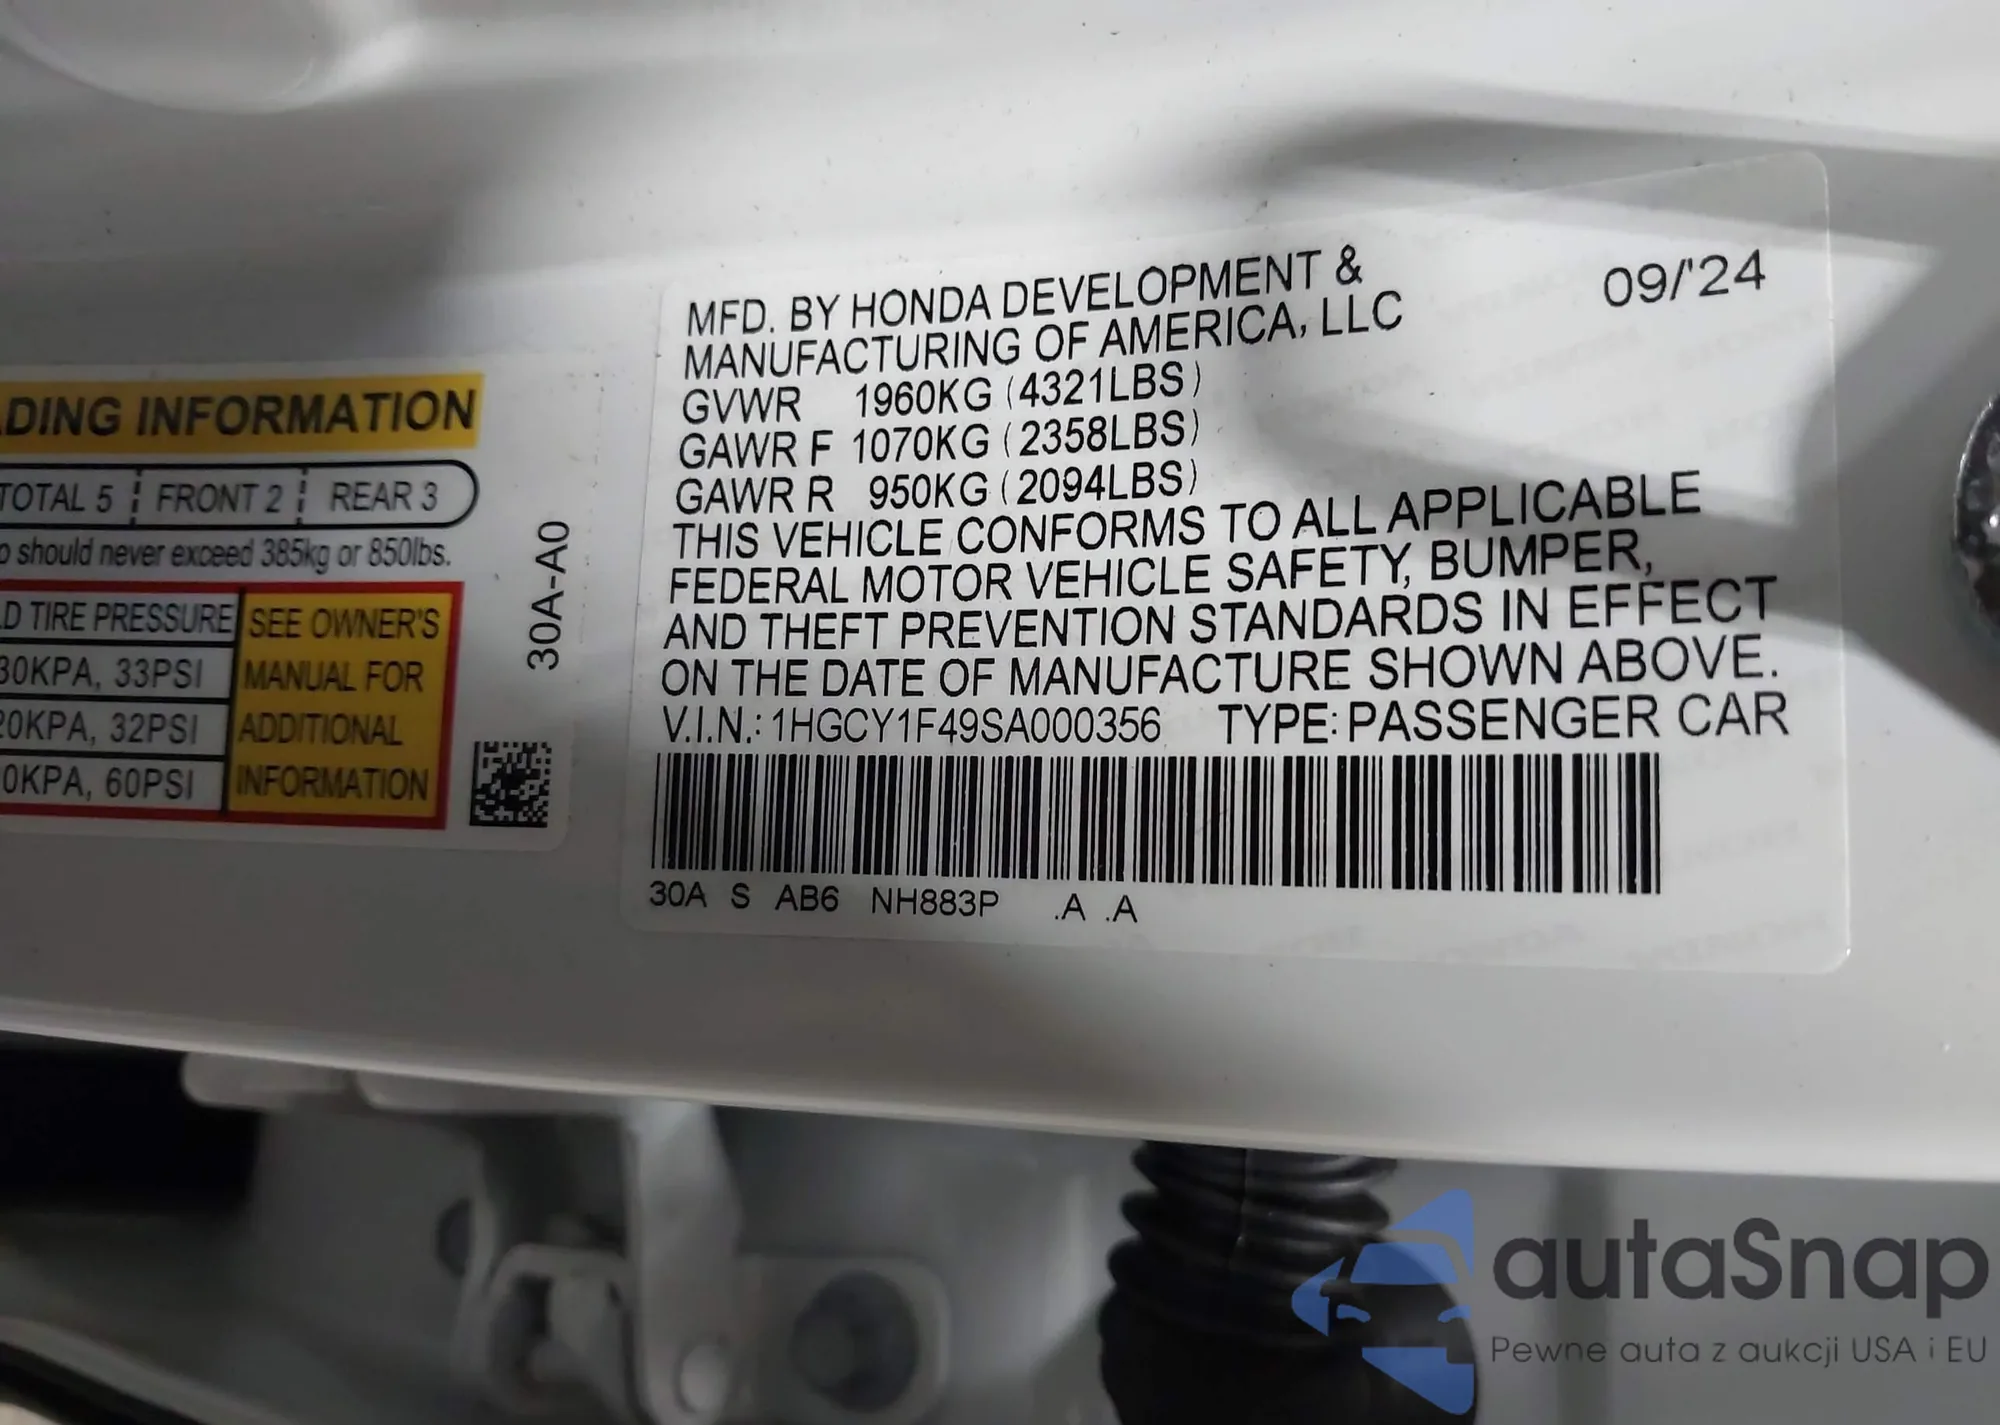 MFD. BY HONDA DEVELOPMENT &
MANUFACTURING OF AMERICA, LLC
09/'24
GVWR 1960KG (4321LBS)
GAWR F 1070KG (2358LBS)
GAWR R 950KG (2094LBS)
THIS VEHICLE CONFORMS TO ALL APPLICABLE
FEDERAL MOTOR VEHICLE SAFETY, BUMPER,
AND THEFT PREVENTION STANDARDS IN EFFECT
ON THE DATE OF MANUFACTURE SHOWN ABOVE.
V.I.N.: 1HGCY1F49SA000356 TYPE: PASSENGER CAR
30A S AB6 NH883P .A .A
INFORMATION
TOTAL 5 FRONT 2 REAR 3
should never exceed 385kg or 850lbs.
TIRE PRESSURE
33PSI
32PSI
60PSI
SEE OWNER'S
MANUAL FOR
ADDITIONAL
INFORMATION
30A-A0
autaSnap
Pewne auta z aukcji USA i EU